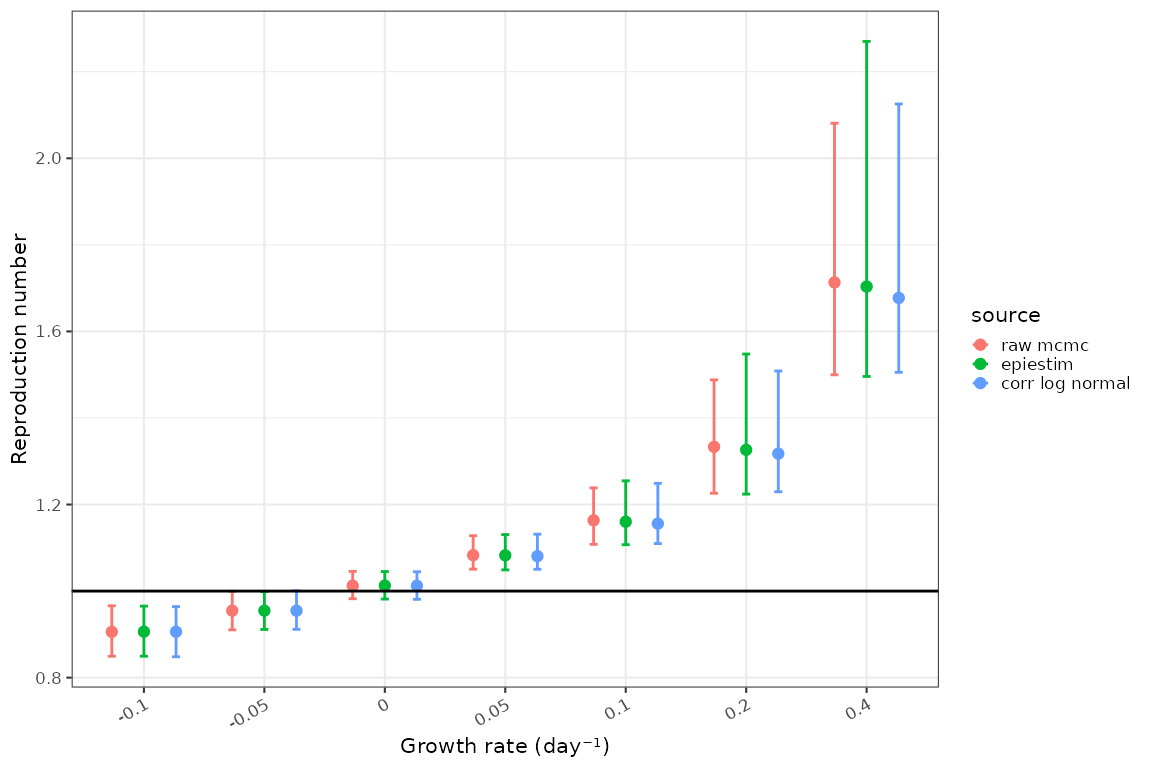 Reproduction number
2.0
1.6
1.2
0.8
-0.1
-0.05
0
0.05
0.1
0.2
0.4
Growth rate (day⁻¹)
source
raw mcmc
epiestim
corr log normal